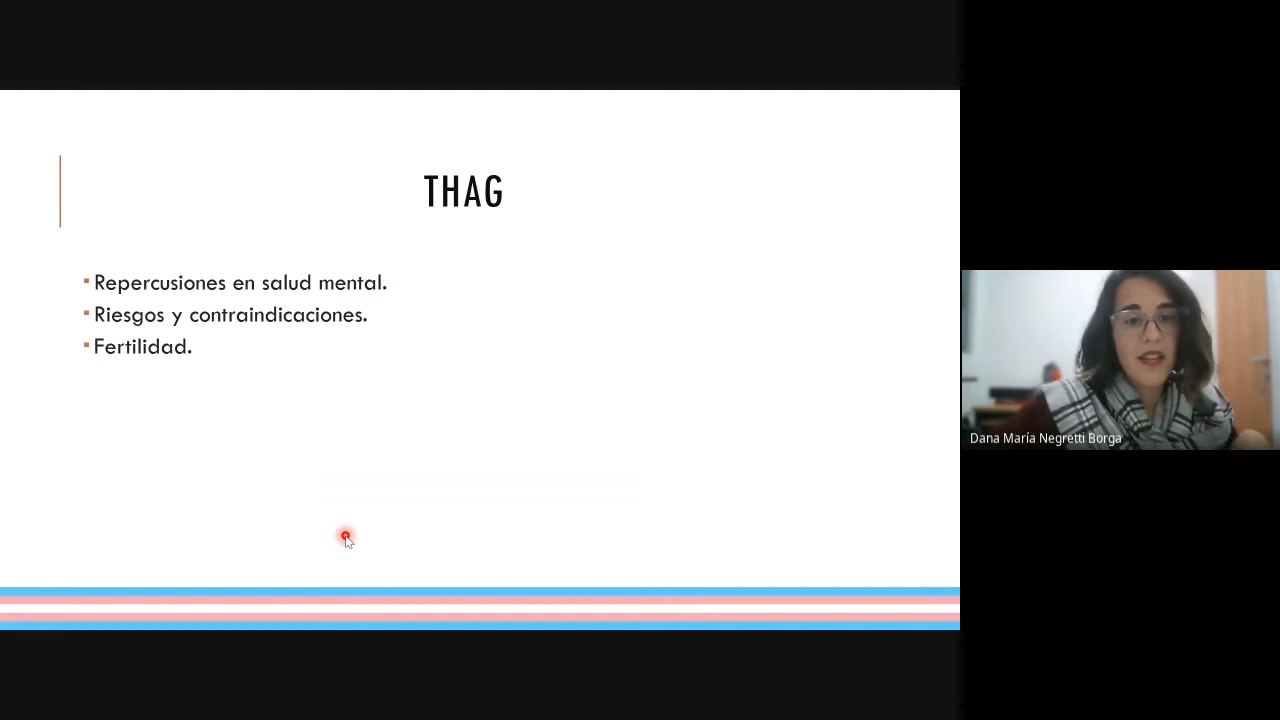 THAG
Repercusiones en salud mental.
Riesgos y contraindicaciones.
Fertilidad.
Dana María Negretti Borga